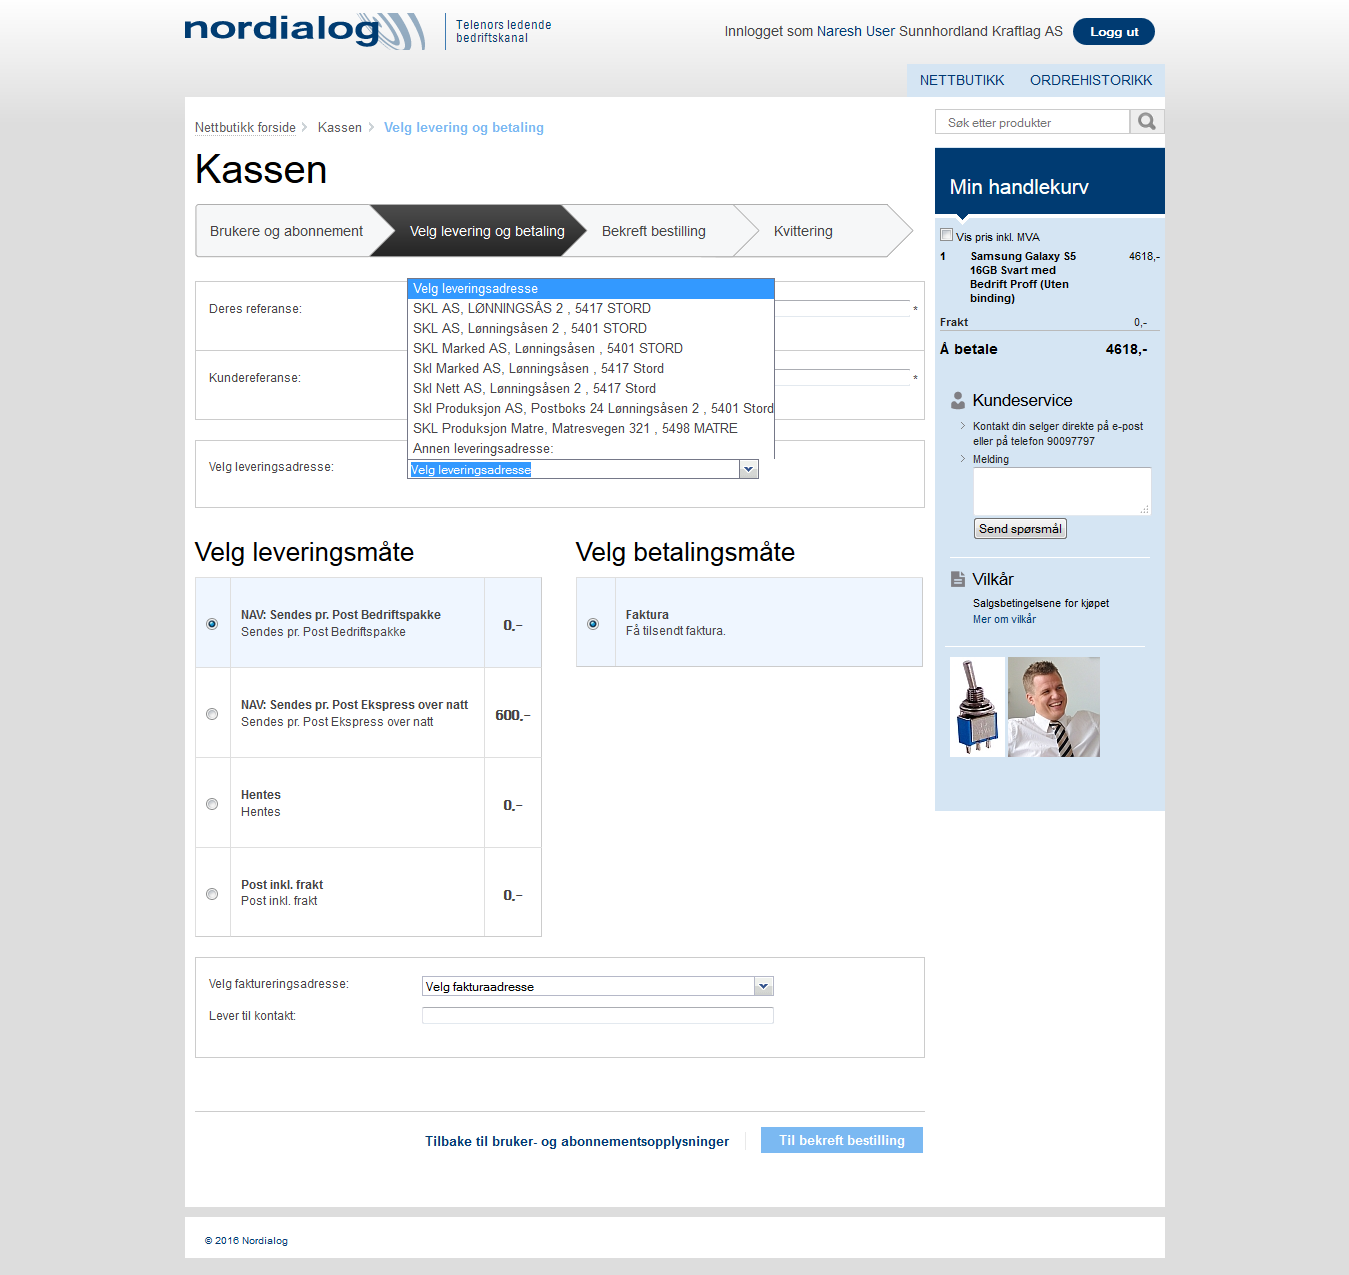 nordialog
Telenors ledende
bedriftskanal
Innlogget som Naresh User Sunnhordland Kraftlag AS
Logg ut
NETTBUTIKK
ORDREHISTORIKK
Nettbutikk forside
Kassen
Velg levering og betaling
Søk etter produkter
Kassen
Min handlekurv
Brukere og abonnement
Velg levering og betaling
Bekreft bestilling
Kvittering
Vis pris inkl. MVA
1
Samsung Galaxy S5
16GB Svart med
Bedrift Proff (Uten
binding)
4618,-
Frakt
0,-
Å betale
4618,-
Deres referanse:
*
Kundereferanse:
*
Velg leveringsadresse
SKL AS, LØNNINGSÅS 2 , 5417 STORD
SKL AS, Lønningsåsen 2 , 5401 STORD
SKL Marked AS, Lønningsåsen , 5401 STORD
Skl Marked AS, Lønningsåsen , 5417 Stord
Skl Nett AS, Lønningsåsen 2 , 5417 Stord
Skl Produksjon AS, Postboks 24 Lønningsåsen 2 , 5401 Stord
SKL Produksjon Matre, Matresvegen 321 , 5498 MATRE
Annen leveringsadresse:
Velg leveringsadresse:
Velg leveringsadresse
Kundeservice
Kontakt din selger direkte på e-post
eller på telefon 90097797
Melding
Send spørsmål
Vilkår
Salgsbetingelsene for kjøpet
Mer om vilkår
Velg leveringsmåte
NAV: Sendes pr. Post Bedriftspakke
Sendes pr. Post Bedriftspakke
0,-
NAV: Sendes pr. Post Ekspress over natt
Sendes pr. Post Ekspress over natt
600,-
Hentes
Hentes
0,-
Post inkl. frakt
Post inkl. frakt
0,-
Velg betalingsmåte
Faktura
Få tilsendt faktura.
Velg faktureringsadresse:
Velg fakturaadresse
Lever til kontakt:
Tilbake til bruker- og abonnementsopplysninger
Til bekreft bestilling
© 2016 Nordialog